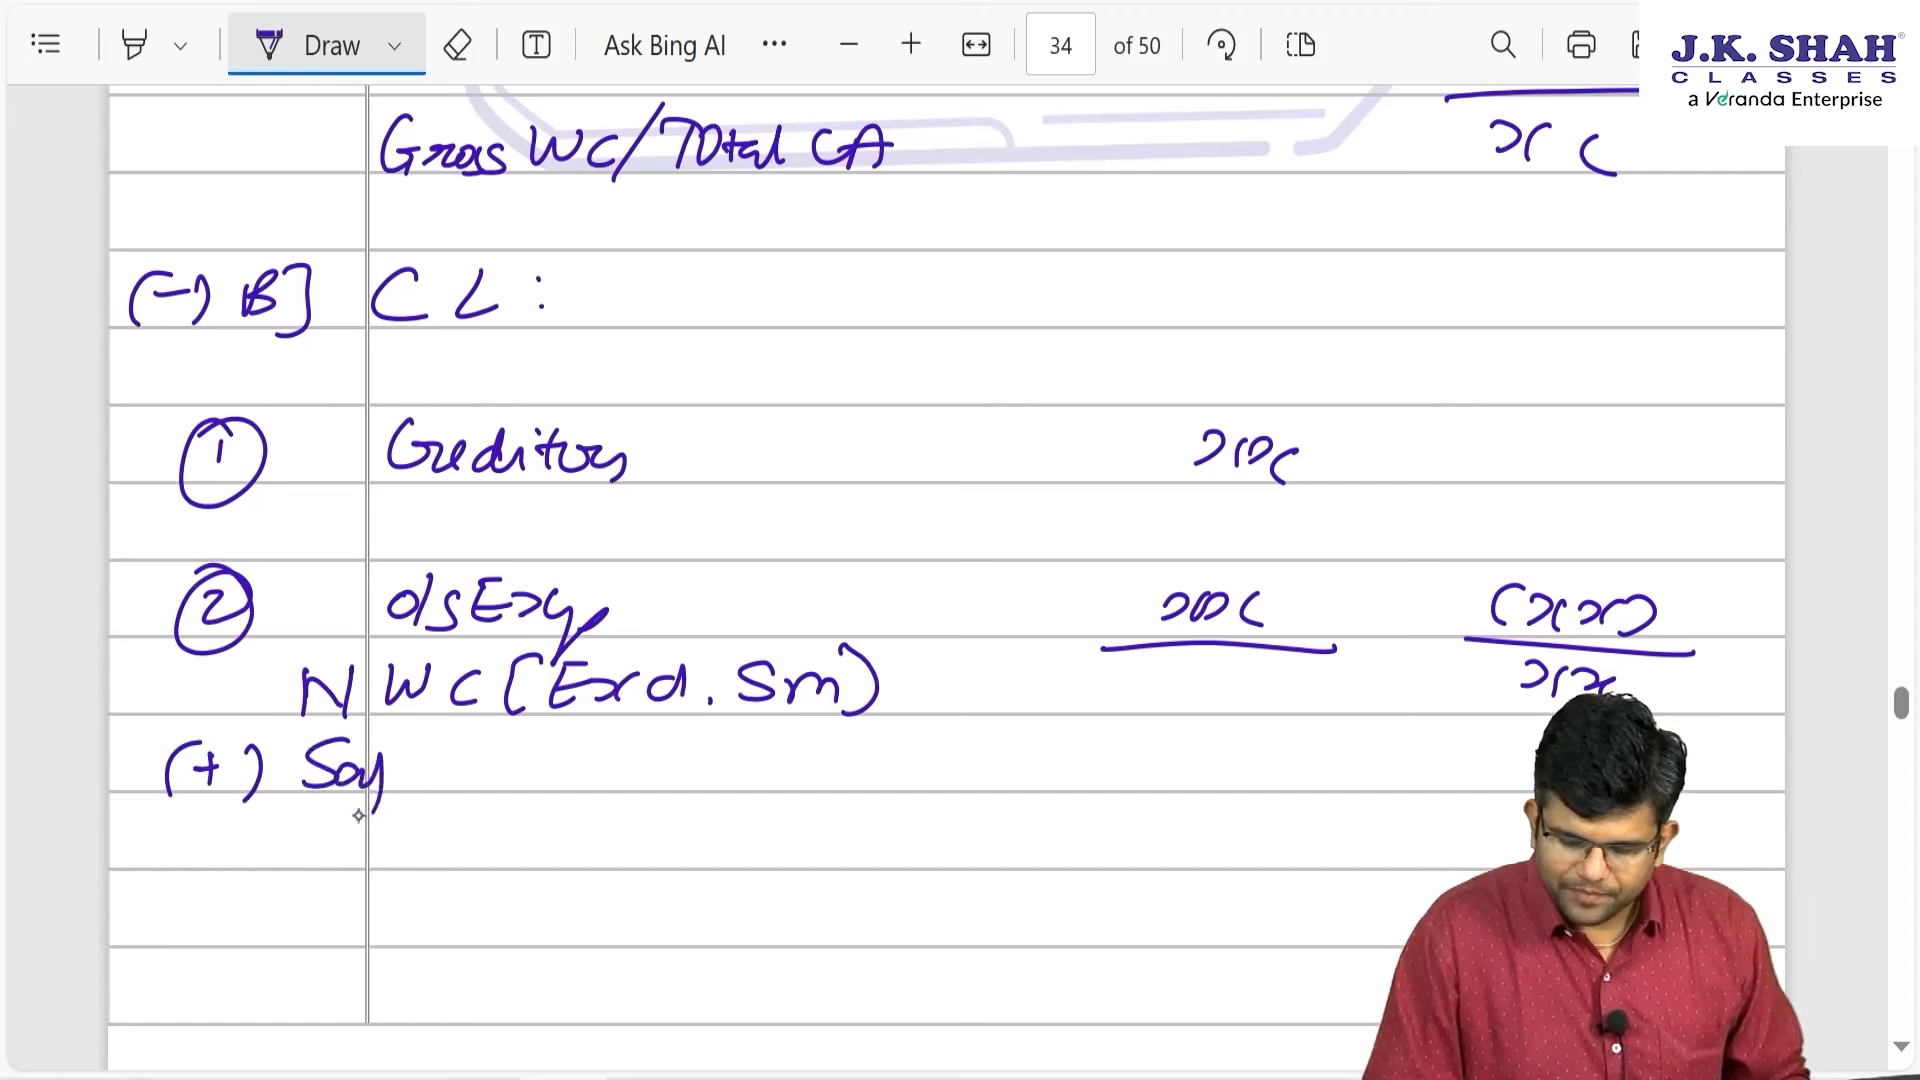 Draw
Ask Bing AI
34 of 50
J.K. SHAH
CLASSES
a Veranda Enterprise
Gross WC/Total CA xx
(-) B] CL :
1 Creditors xxx
2 o/s Exp xxx (xxx)
NWC (Excl. Sm) xxx
(+) Say